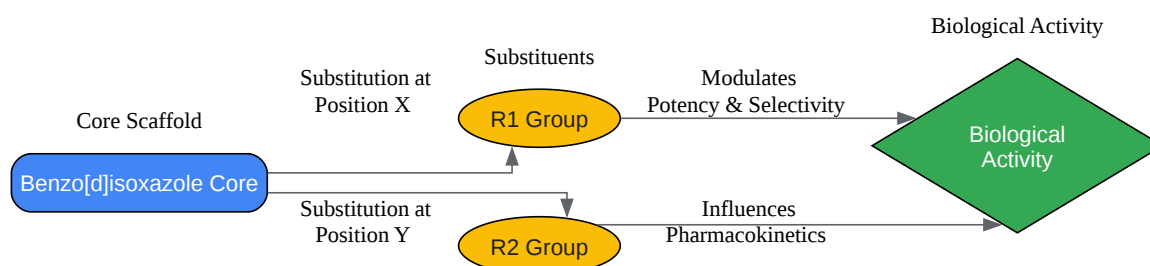 Biological Activity
Substituents
Substitution at
Position X
Modulates
Potency & Selectivity
R1 Group
Core Scaffold
Biological
Activity
Benzo[d]isoxazole Core
Substitution at
Position Y
Influences
Pharmacokinetics
R2 Group